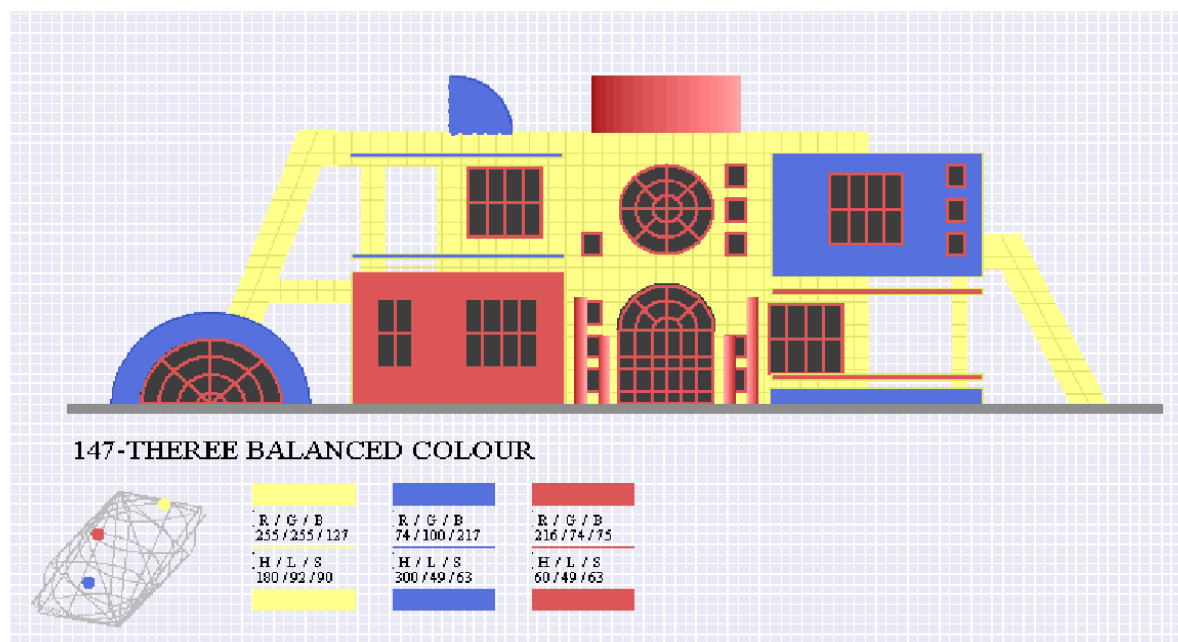 147-THEREE BALANCED COLOUR
R / G / B
255/255/127
H / L / S
180/92/90
R / G / B
74/100/217
H / L / S
300/49/63
R / G / B
216/74/75
H / L / S
60/49/63